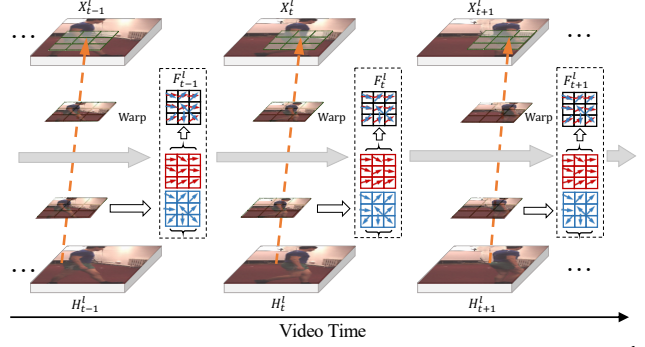 X^l_{t-1} X^l_t X^l_{t+1}
... ...
F^l_{t-1} F^l_t F^l_{t+1}
Warp Warp Warp
... ...
H^l_{t-1} H^l_t H^l_{t+1}
Video Time